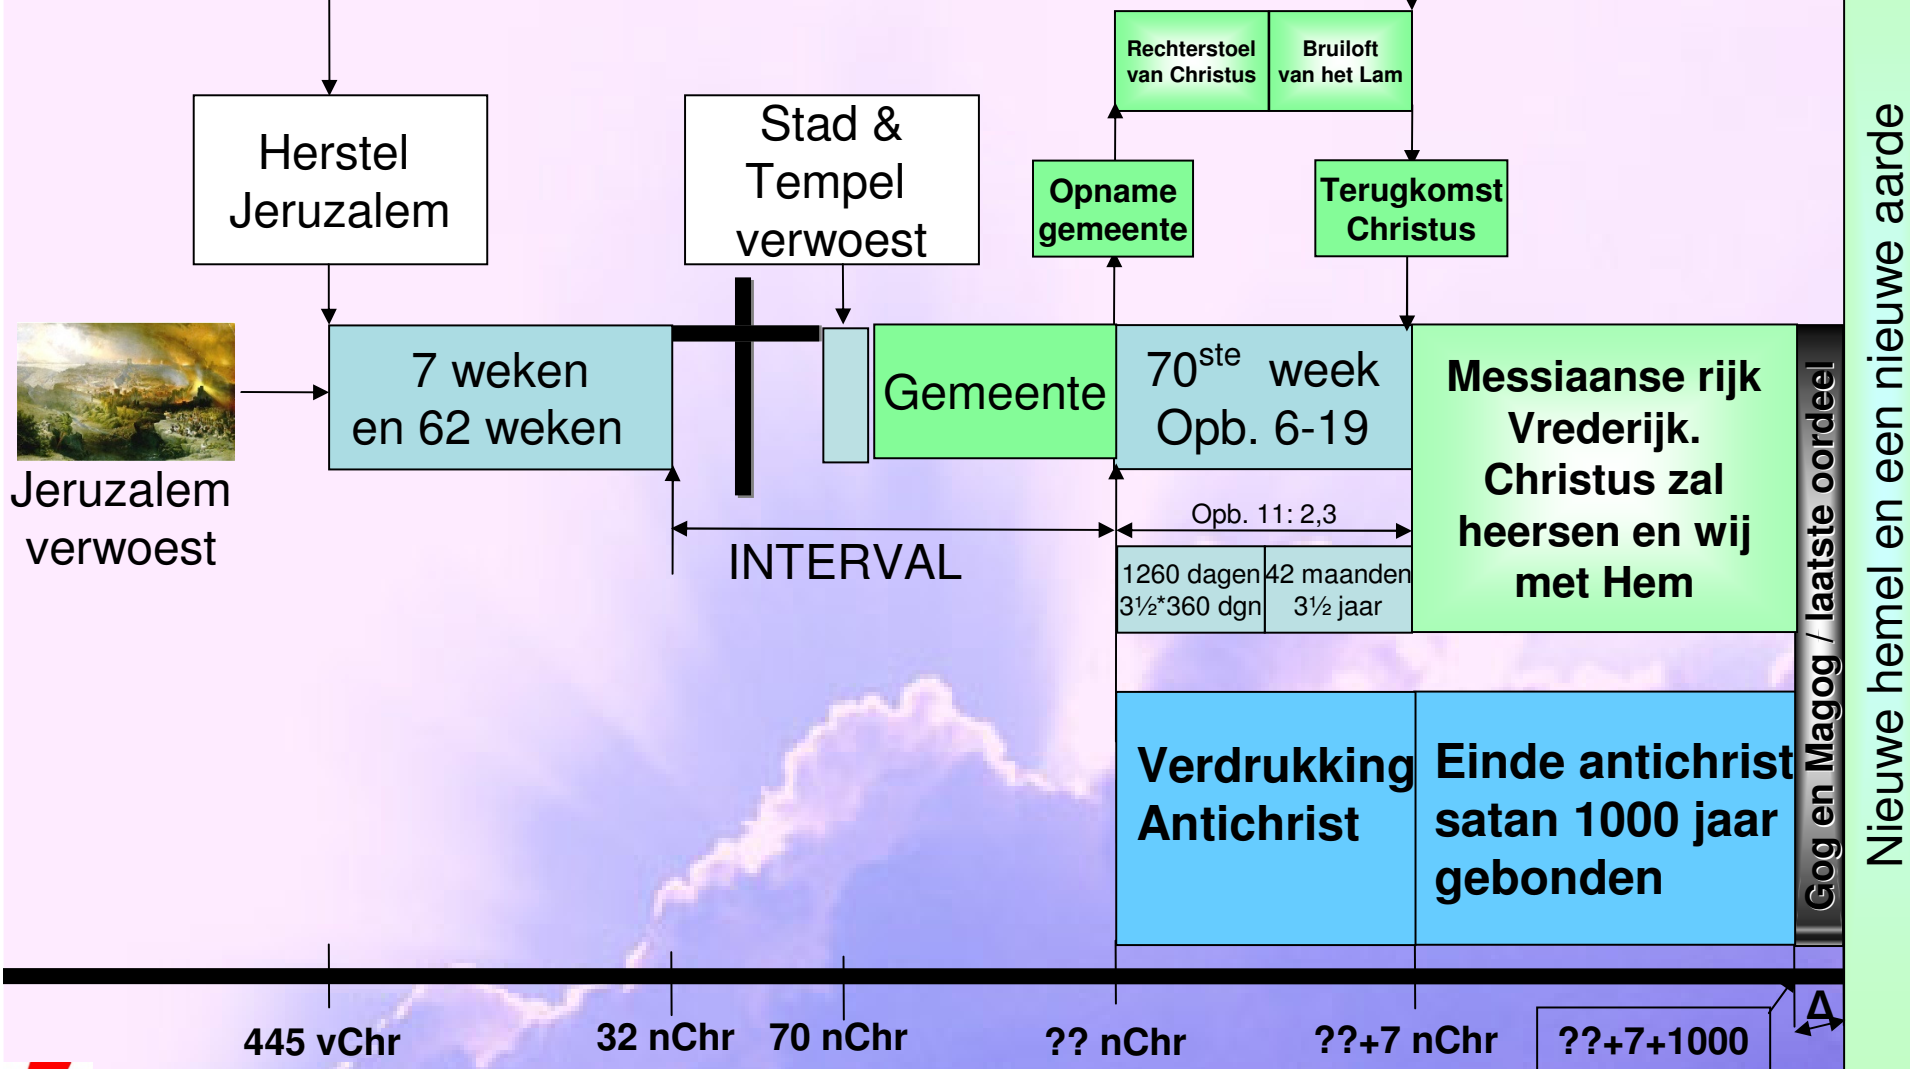 Rechterstoel
van Christus
Bruiloft
van het Lam
Herstel
Jeruzalem
Stad &
Tempel
verwoest
Opname
gemeente
Terugkomst
Christus
Jeruzalem
verwoest
7 weken
en 62 weken
Gemeente
70ste week
Opb. 6-19
Messiaanse rijk
Vrederijk.
Christus zal
heersen en wij
met Hem
INTERVAL
Opb. 11: 2,3
1260 dagen
3½*360 dgn
42 maanden
3½ jaar
Verdrukking
Antichrist
Einde antichrist
satan 1000 jaar
gebonden
Gog en Magog / laatste oordeel
Nieuwe hemel en een nieuwe aarde
445 vChr
32 nChr
70 nChr
?? nChr
??+7 nChr
??+7+1000
Δ